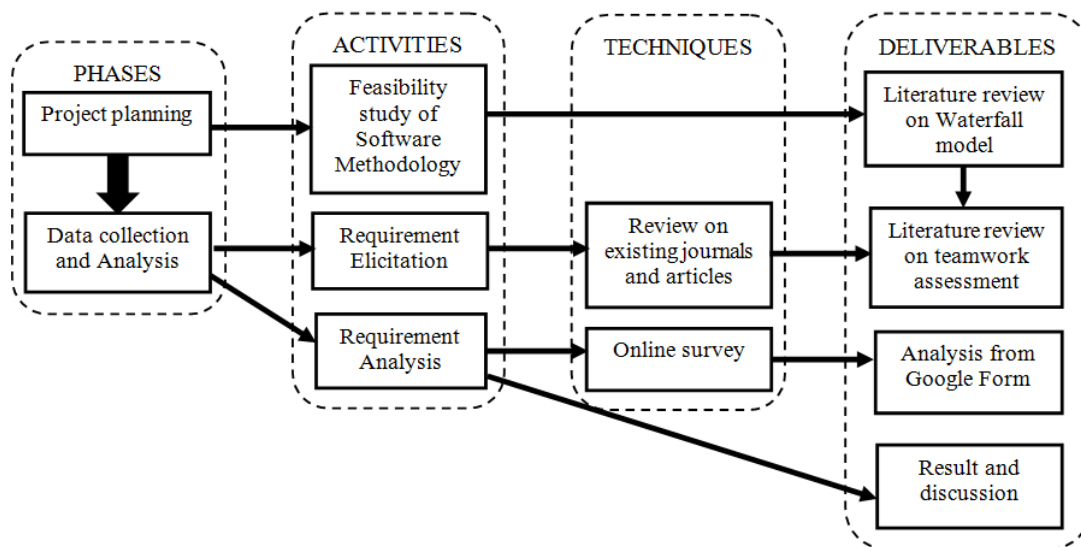 PHASES
Project planning
Data collection
and Analysis
ACTIVITIES
Feasibility
study of
Software
Methodology
Requirement
Elicitation
Requirement
Analysis
TECHNIQUES
Review on
existing journals
and articles
Online survey
DELIVERABLES
Literature review
on Waterfall
model
Literature review
on teamwork
assessment
Analysis from
Google Form
Result and
discussion